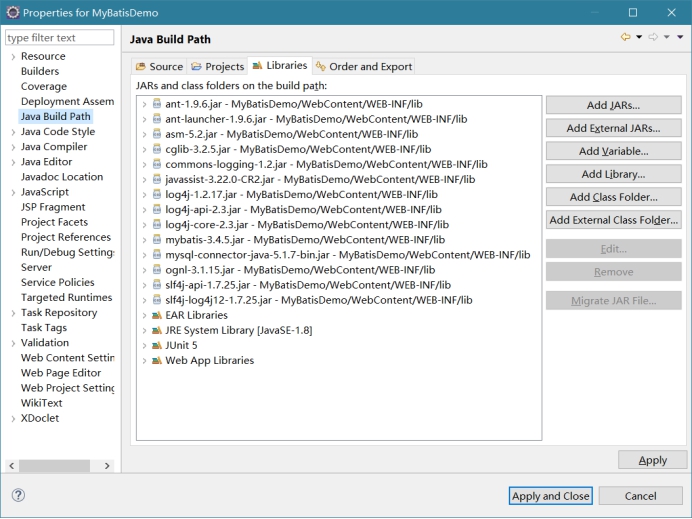 Properties for MyBatisDemo
type filter text
Resource
Builders
Coverage
Deployment Assem
Java Build Path
Java Code Style
Java Compiler
Java Editor
Javadoc Location
JavaScript
JSP Fragment
Project Facets
Project References
Run/Debug Settings
Server
Service Policies
Targeted Runtimes
Task Repository
Task Tags
Validation
Web Content Settin
Web Page Editor
Web Project Setting
WikiText
XDoclet
Java Build Path
Source Projects Libraries Order and Export
JARs and class folders on the build path:
ant-1.9.6.jar - MyBatisDemo/WebContent/WEB-INF/lib
ant-launcher-1.9.6.jar - MyBatisDemo/WebContent/WEB-INF/lib
asm-5.2.jar - MyBatisDemo/WebContent/WEB-INF/lib
cglib-3.2.5.jar - MyBatisDemo/WebContent/WEB-INF/lib
commons-logging-1.2.jar - MyBatisDemo/WebContent/WEB-INF/lib
javassist-3.22.0-CR2.jar - MyBatisDemo/WebContent/WEB-INF/lib
log4j-1.2.17.jar - MyBatisDemo/WebContent/WEB-INF/lib
log4j-api-2.3.jar - MyBatisDemo/WebContent/WEB-INF/lib
log4j-core-2.3.jar - MyBatisDemo/WebContent/WEB-INF/lib
mybatis-3.4.5.jar - MyBatisDemo/WebContent/WEB-INF/lib
mysql-connector-java-5.1.7-bin.jar - MyBatisDemo/WebContent/WEB-INF/lib
ognl-3.1.15.jar - MyBatisDemo/WebContent/WEB-INF/lib
slf4j-api-1.7.25.jar - MyBatisDemo/WebContent/WEB-INF/lib
slf4j-log4j12-1.7.25.jar - MyBatisDemo/WebContent/WEB-INF/lib
EAR Libraries
JRE System Library [JavaSE-1.8]
JUnit 5
Web App Libraries
Add JARs...
Add External JARs...
Add Variable...
Add Library...
Add Class Folder...
Add External Class Folder...
Edit...
Remove
Migrate JAR File...
Apply
Apply and Close
Cancel